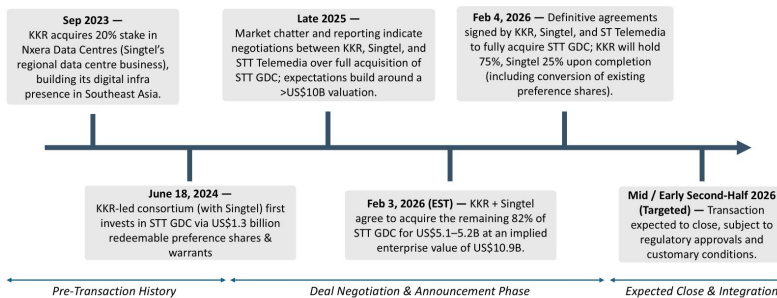 Sep 2023 —
KKR acquires 20% stake in
Nxera Data Centres (Singtel’s
regional data centre business),
building its digital infra
presence in Southeast Asia.
Late 2025 —
Market chatter and reporting indicate
negotiations between KKR, Singtel, and
STT Telemedia over full acquisition of
STT GDC; expectations build around a
>US$10B valuation.
Feb 4, 2026 — Definitive agreements
signed by KKR, Singtel, and ST Telemedia
to fully acquire STT GDC; KKR will hold
75%, Singtel 25% upon completion
(including conversion of existing
preference shares).
June 18, 2024 —
KKR-led consortium (with Singtel) first
invests in STT GDC via US$1.3 billion
redeemable preference shares &
warrants
Feb 3, 2026 (EST) — KKR + Singtel
agree to acquire the remaining 82% of
STT GDC for US$5.1–5.2B at an implied
enterprise value of US$10.9B.
Mid / Early Second-Half 2026
(Targeted) — Transaction
expected to close, subject to
regulatory approvals and
customary conditions.
Pre-Transaction History
Deal Negotiation & Announcement Phase
Expected Close & Integration